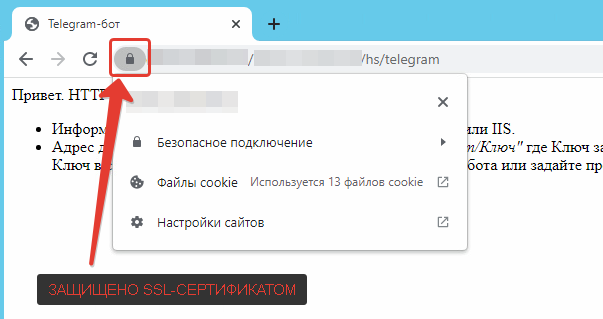 Telegram-бот
/ /hs/telegram
Привет. HTTP
Безопасное подключение
Файлы cookie Используется 13 файлов cookie
Настройки сайтов
Информ или IIS.
Адрес д т/Ключ" где Ключ за
Ключ в бота или задайте пр
ЗАЩИЩЕНО SSL-СЕРТИФИКАТОМ